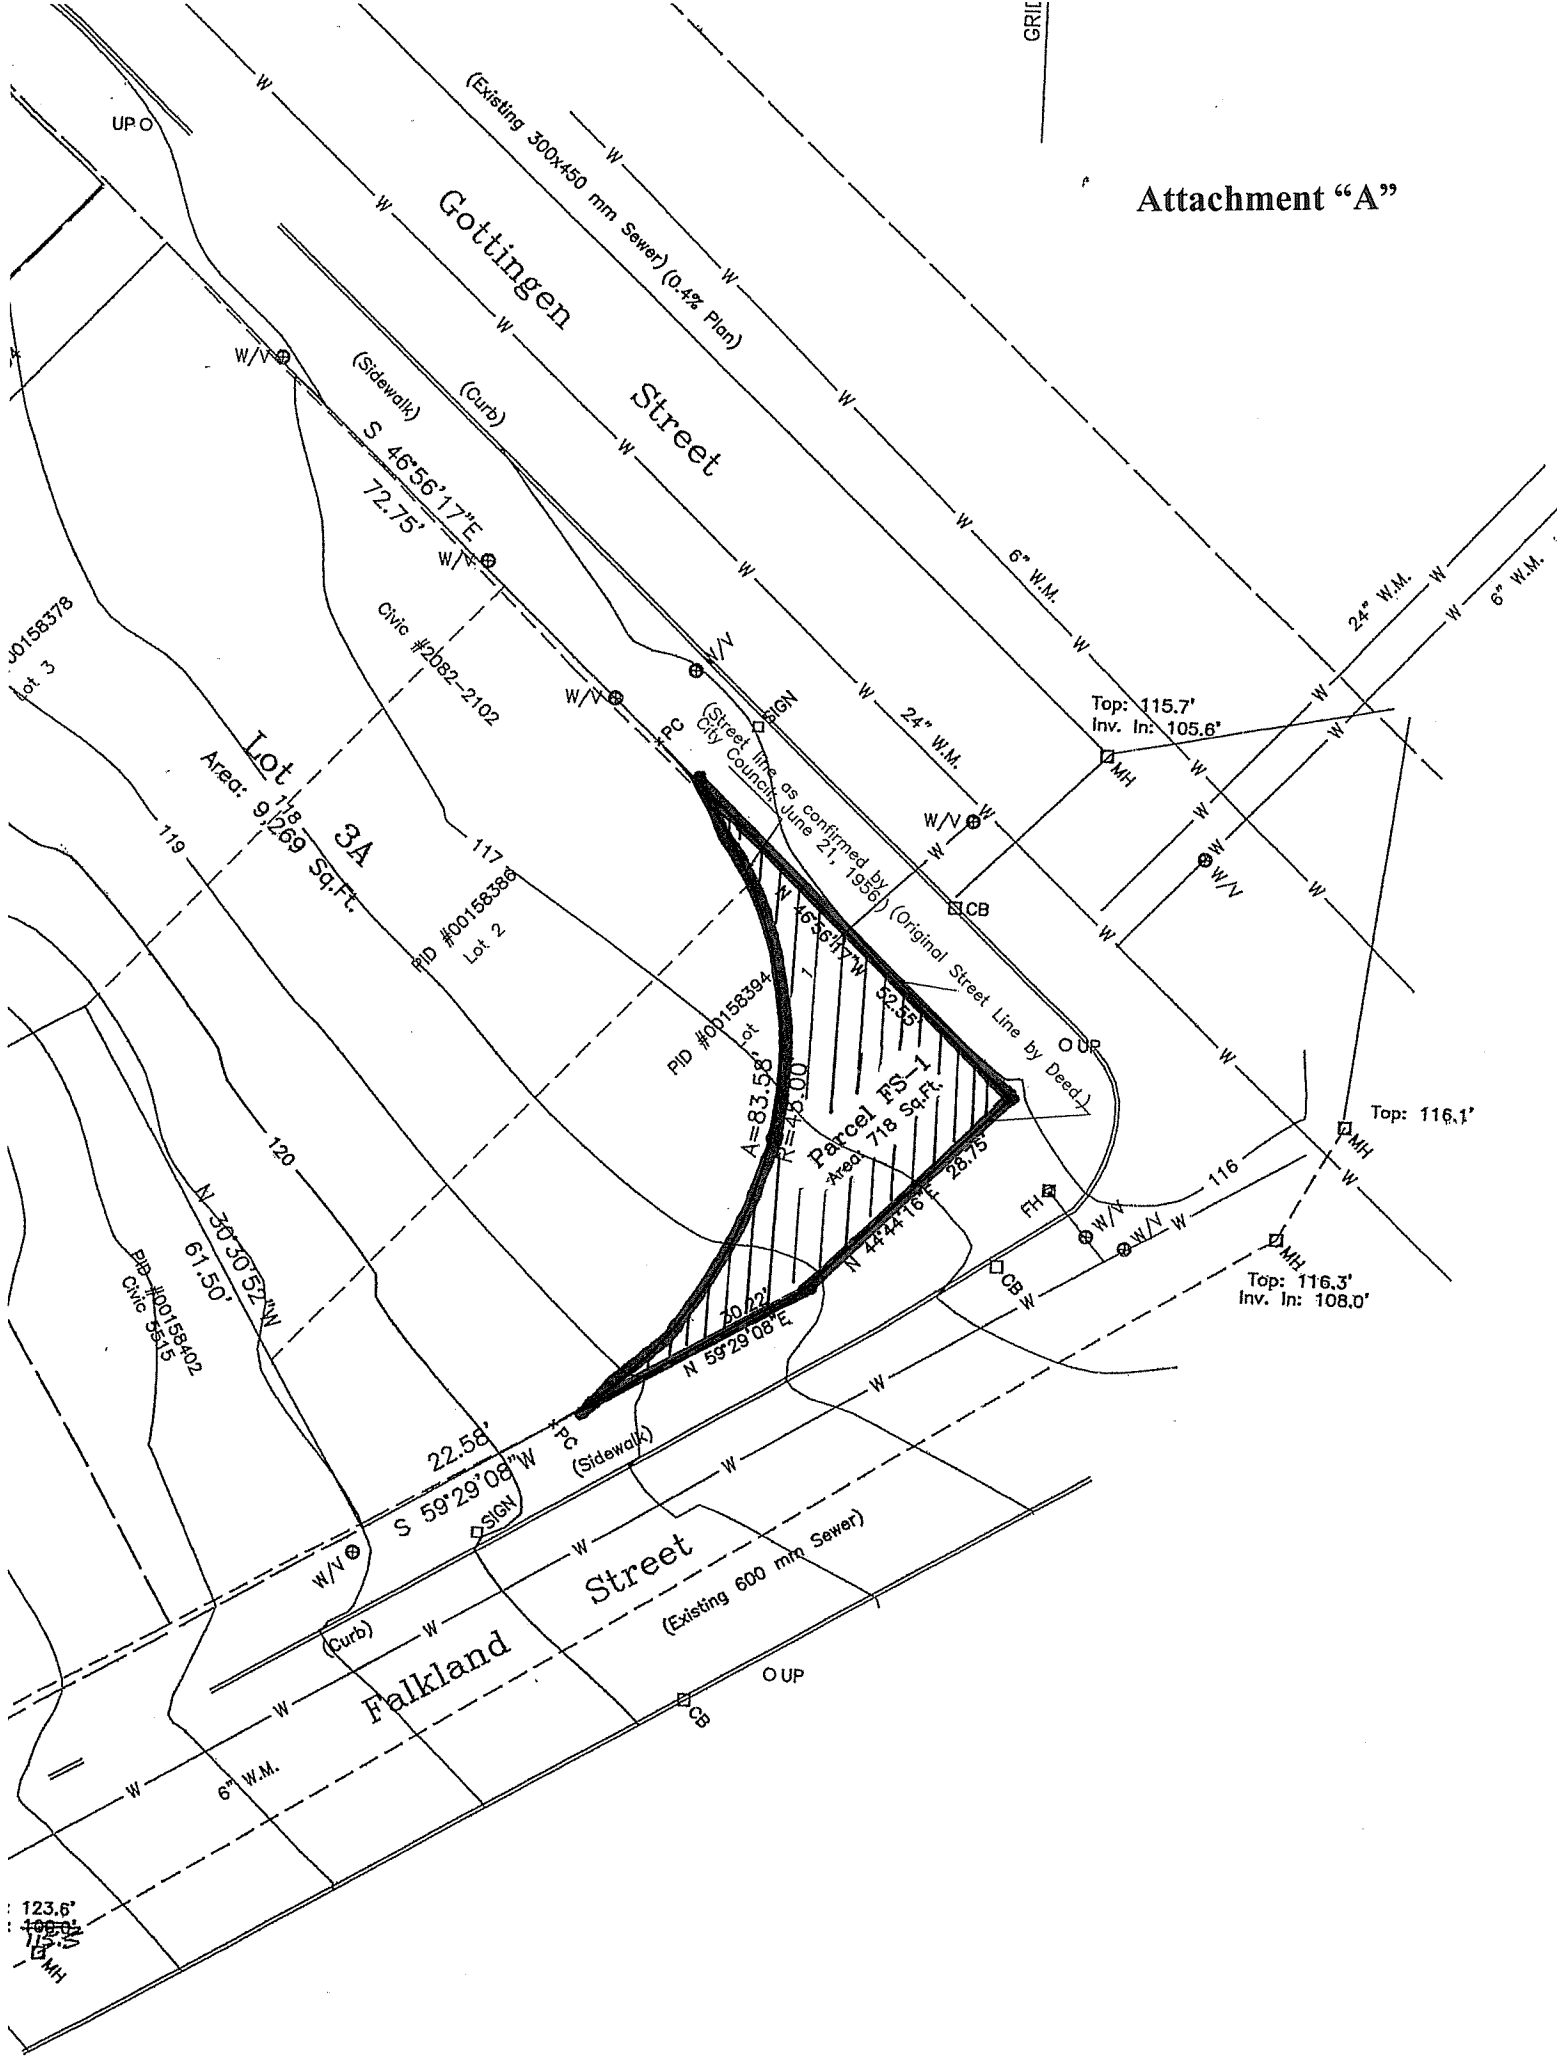 GRID
Attachment “A”
UP
W
(Existing 300x450 mm Sewer) (0.4% Plan)
W
W
Gottingen
Street
W
W
W
W
W
W
W
W
(Sidewalk)
(Curb)
W/V
S 46°56'17"E
72.75'
W/V
W/V
W/V
SIGN
PC
6" W.M.
W
24" W.M.
6" W.M.
W
W
W
W
W
24" W.M.
W
Top: 115.7'
Inv. In: 105.6'
MH
W
W
W/V
W
W/V
W
W
CB
W
W
00158378
Lot 3
Civic #2082-2102
Lot 3A
Area: 9,269 Sq.Ft.
118
119
117
PID #00158386
Lot 2
(Street line as confirmed by
City Council, June 21, 1956)
(Original Street Line by Deed.)
N 46°56'17"W
52.55'
PID #00158394
Lot 1
A=83.58'
R=45.00
Parcel FS-1
Area: 718 Sq.Ft.
UP
Top: 116.1'
MH
W
116
28.75'
N 44°44'16"E
FH
W/V
W/V
W
CB
MH
Top: 116.3'
Inv. In: 108.0'
W
120
N 30°30'52"W
61.50'
PID #00158402
Civic 5515
30.22'
N 59°29'08"E
W
PC
22.58'
S 59°29'08"W
(Sidewalk)
W
SIGN
W/V
W
Falkland Street
(Existing 600 mm Sewer)
(Curb)
W
UP
CB
W
6" W.M.
W
: 123.6'
115.5
MH